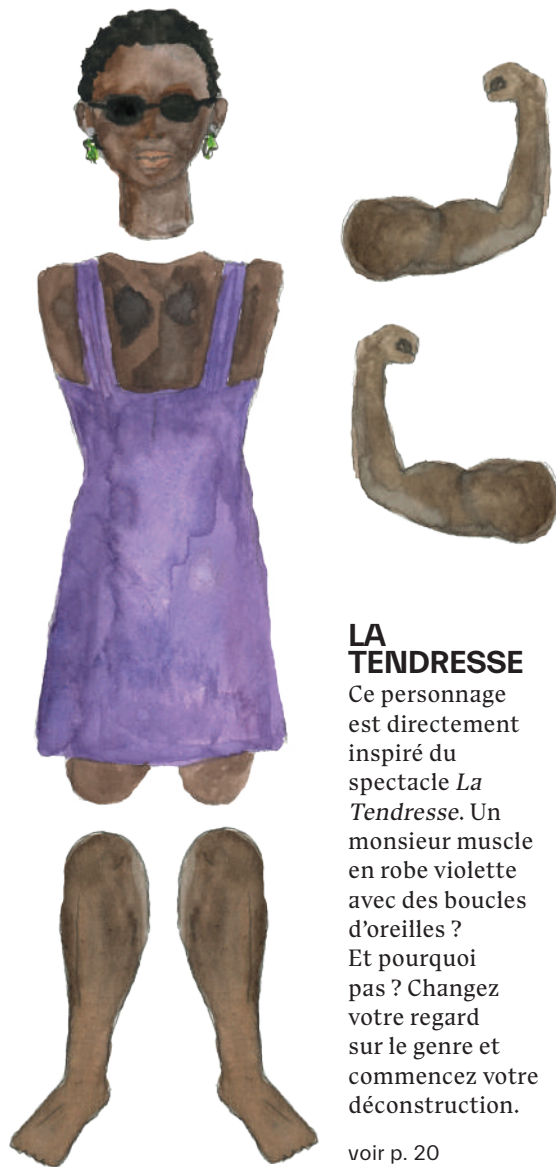 LA
TENDRESSE
Ce personnage
est directement
inspiré du
spectacle La
Tendresse. Un
monsieur muscle
en robe violette
avec des boucles
d’oreilles ?
Et pourquoi
pas ? Changez
votre regard
sur le genre et
commencez votre
déconstruction.
voir p. 20